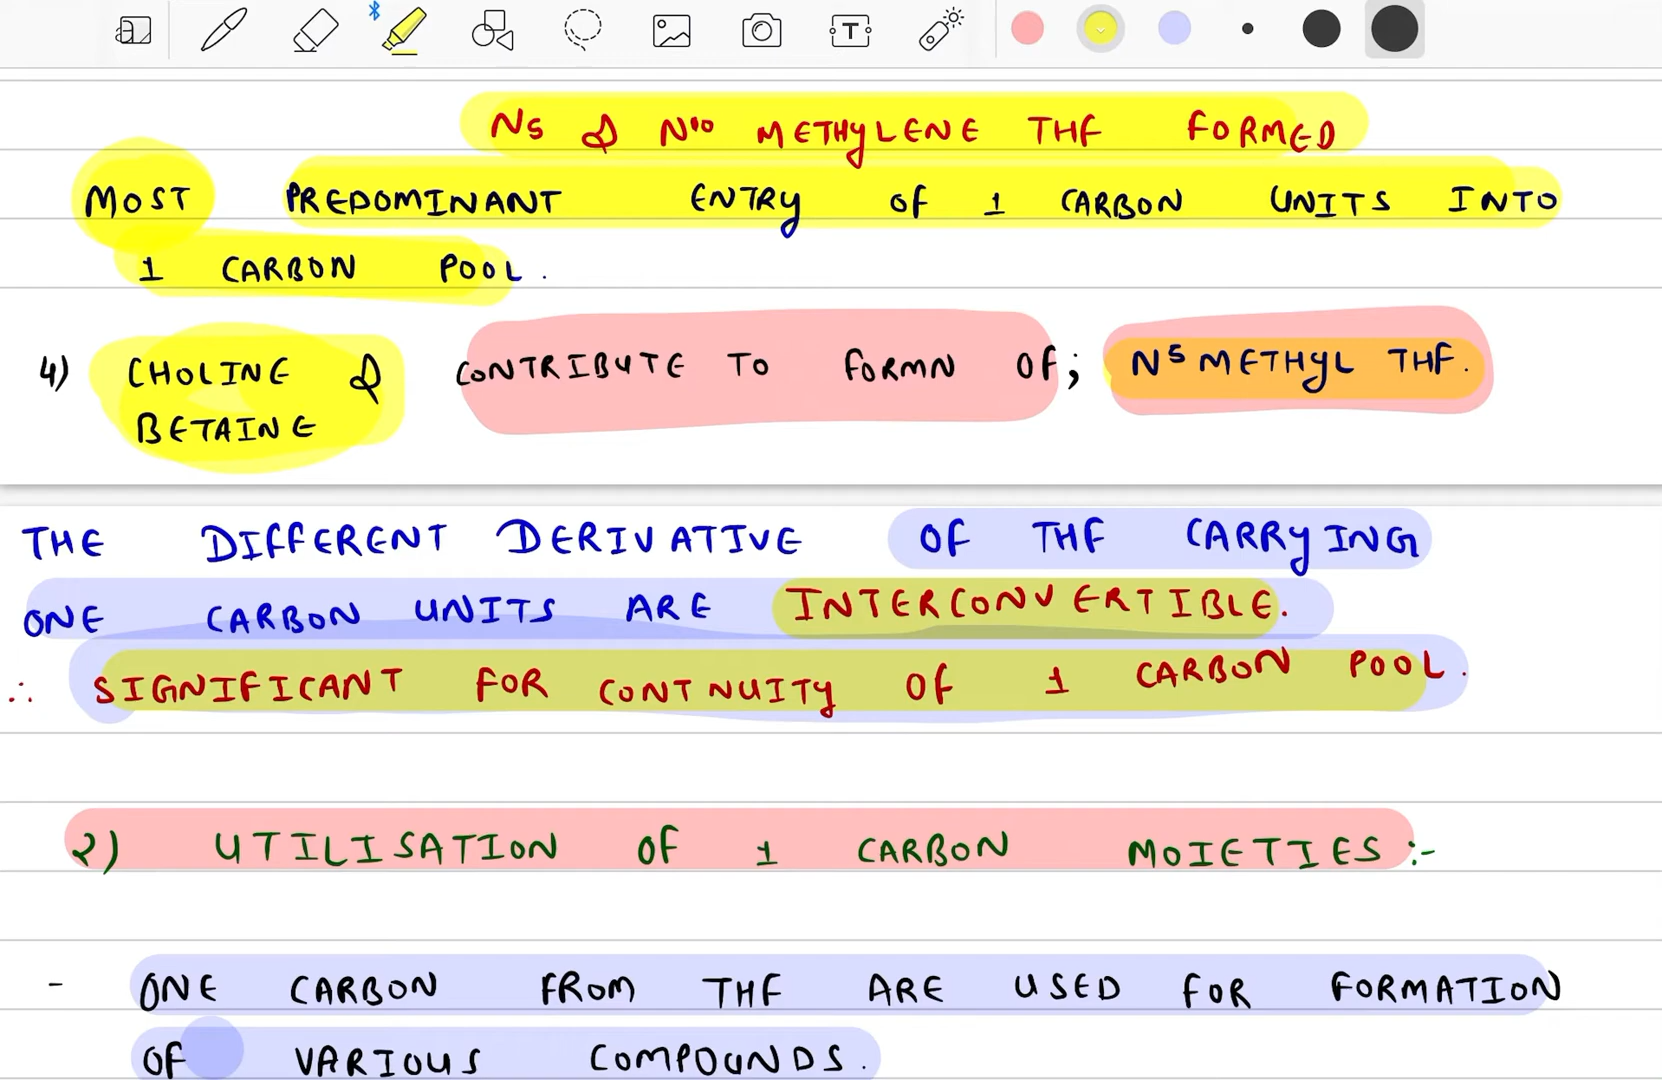 N5 & N10 METHYLENE THF FORMED
MOST PREDOMINANT ENTRY OF 1 CARBON UNITS INTO
1 CARBON POOL.
4) CHOLINE & CONTRIBUTE TO FORMN OF; N5 METHYL THF.
BETAINE
THE DIFFERENT DERIVATIVE OF THF CARRYING
ONE CARBON UNITS ARE INTERCONVERTIBLE.
∴ SIGNIFICANT FOR CONTNUITY OF 1 CARBON POOL.
2) UTILISATION OF 1 CARBON MOIETIES :-
- ONE CARBON FROM THF ARE USED FOR FORMATION
OF VARIOUS COMPOUNDS.